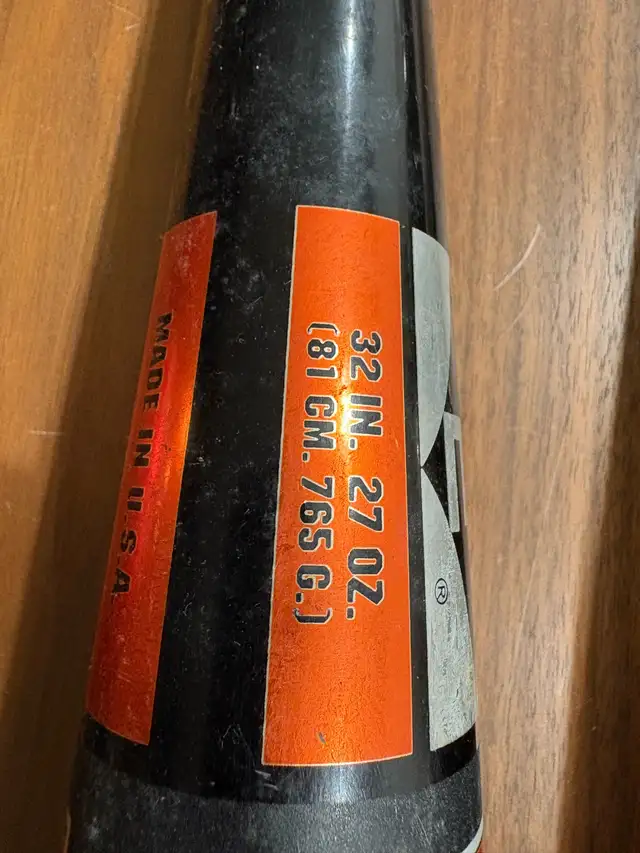 MADE IN U.S.A
32 IN. 27 OZ.
(81 CM. 765 G.)
®